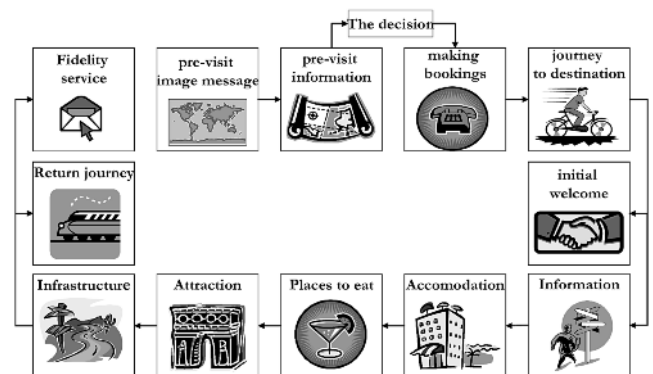 The decision
Fidelity
service
pre-visit
image message
pre-visit
information
making
bookings
journey
to destination
Return journey
initial
welcome
Infrastructure
Attraction
Places to eat
Accomodation
Information